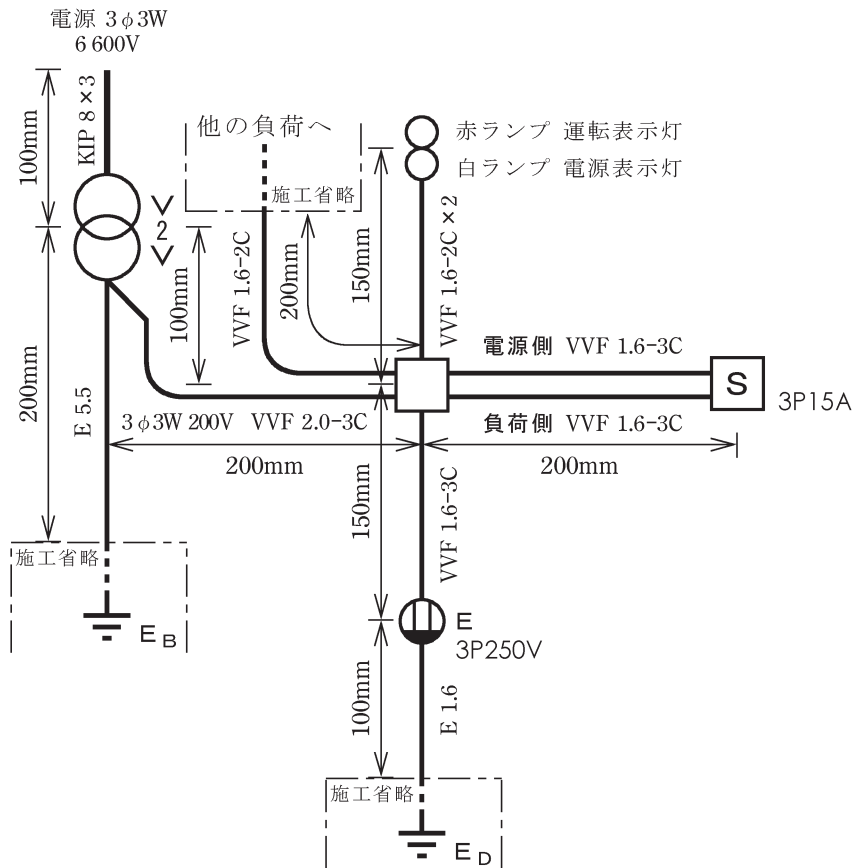 電源 3φ3W
6 600V
KIP 8×3
100mm
2
200mm
E 5.5
施工省略
EB
他の負荷へ
施工省略
VVF 1.6-2C
200mm
100mm
3φ3W 200V VVF 2.0-3C
200mm
赤ランプ 運転表示灯
白ランプ 電源表示灯
150mm
VVF 1.6-2C×2
電源側 VVF 1.6-3C
S
3P15A
負荷側 VVF 1.6-3C
200mm
150mm
VVF 1.6-3C
E
3P250V
100mm
E 1.6
施工省略
ED